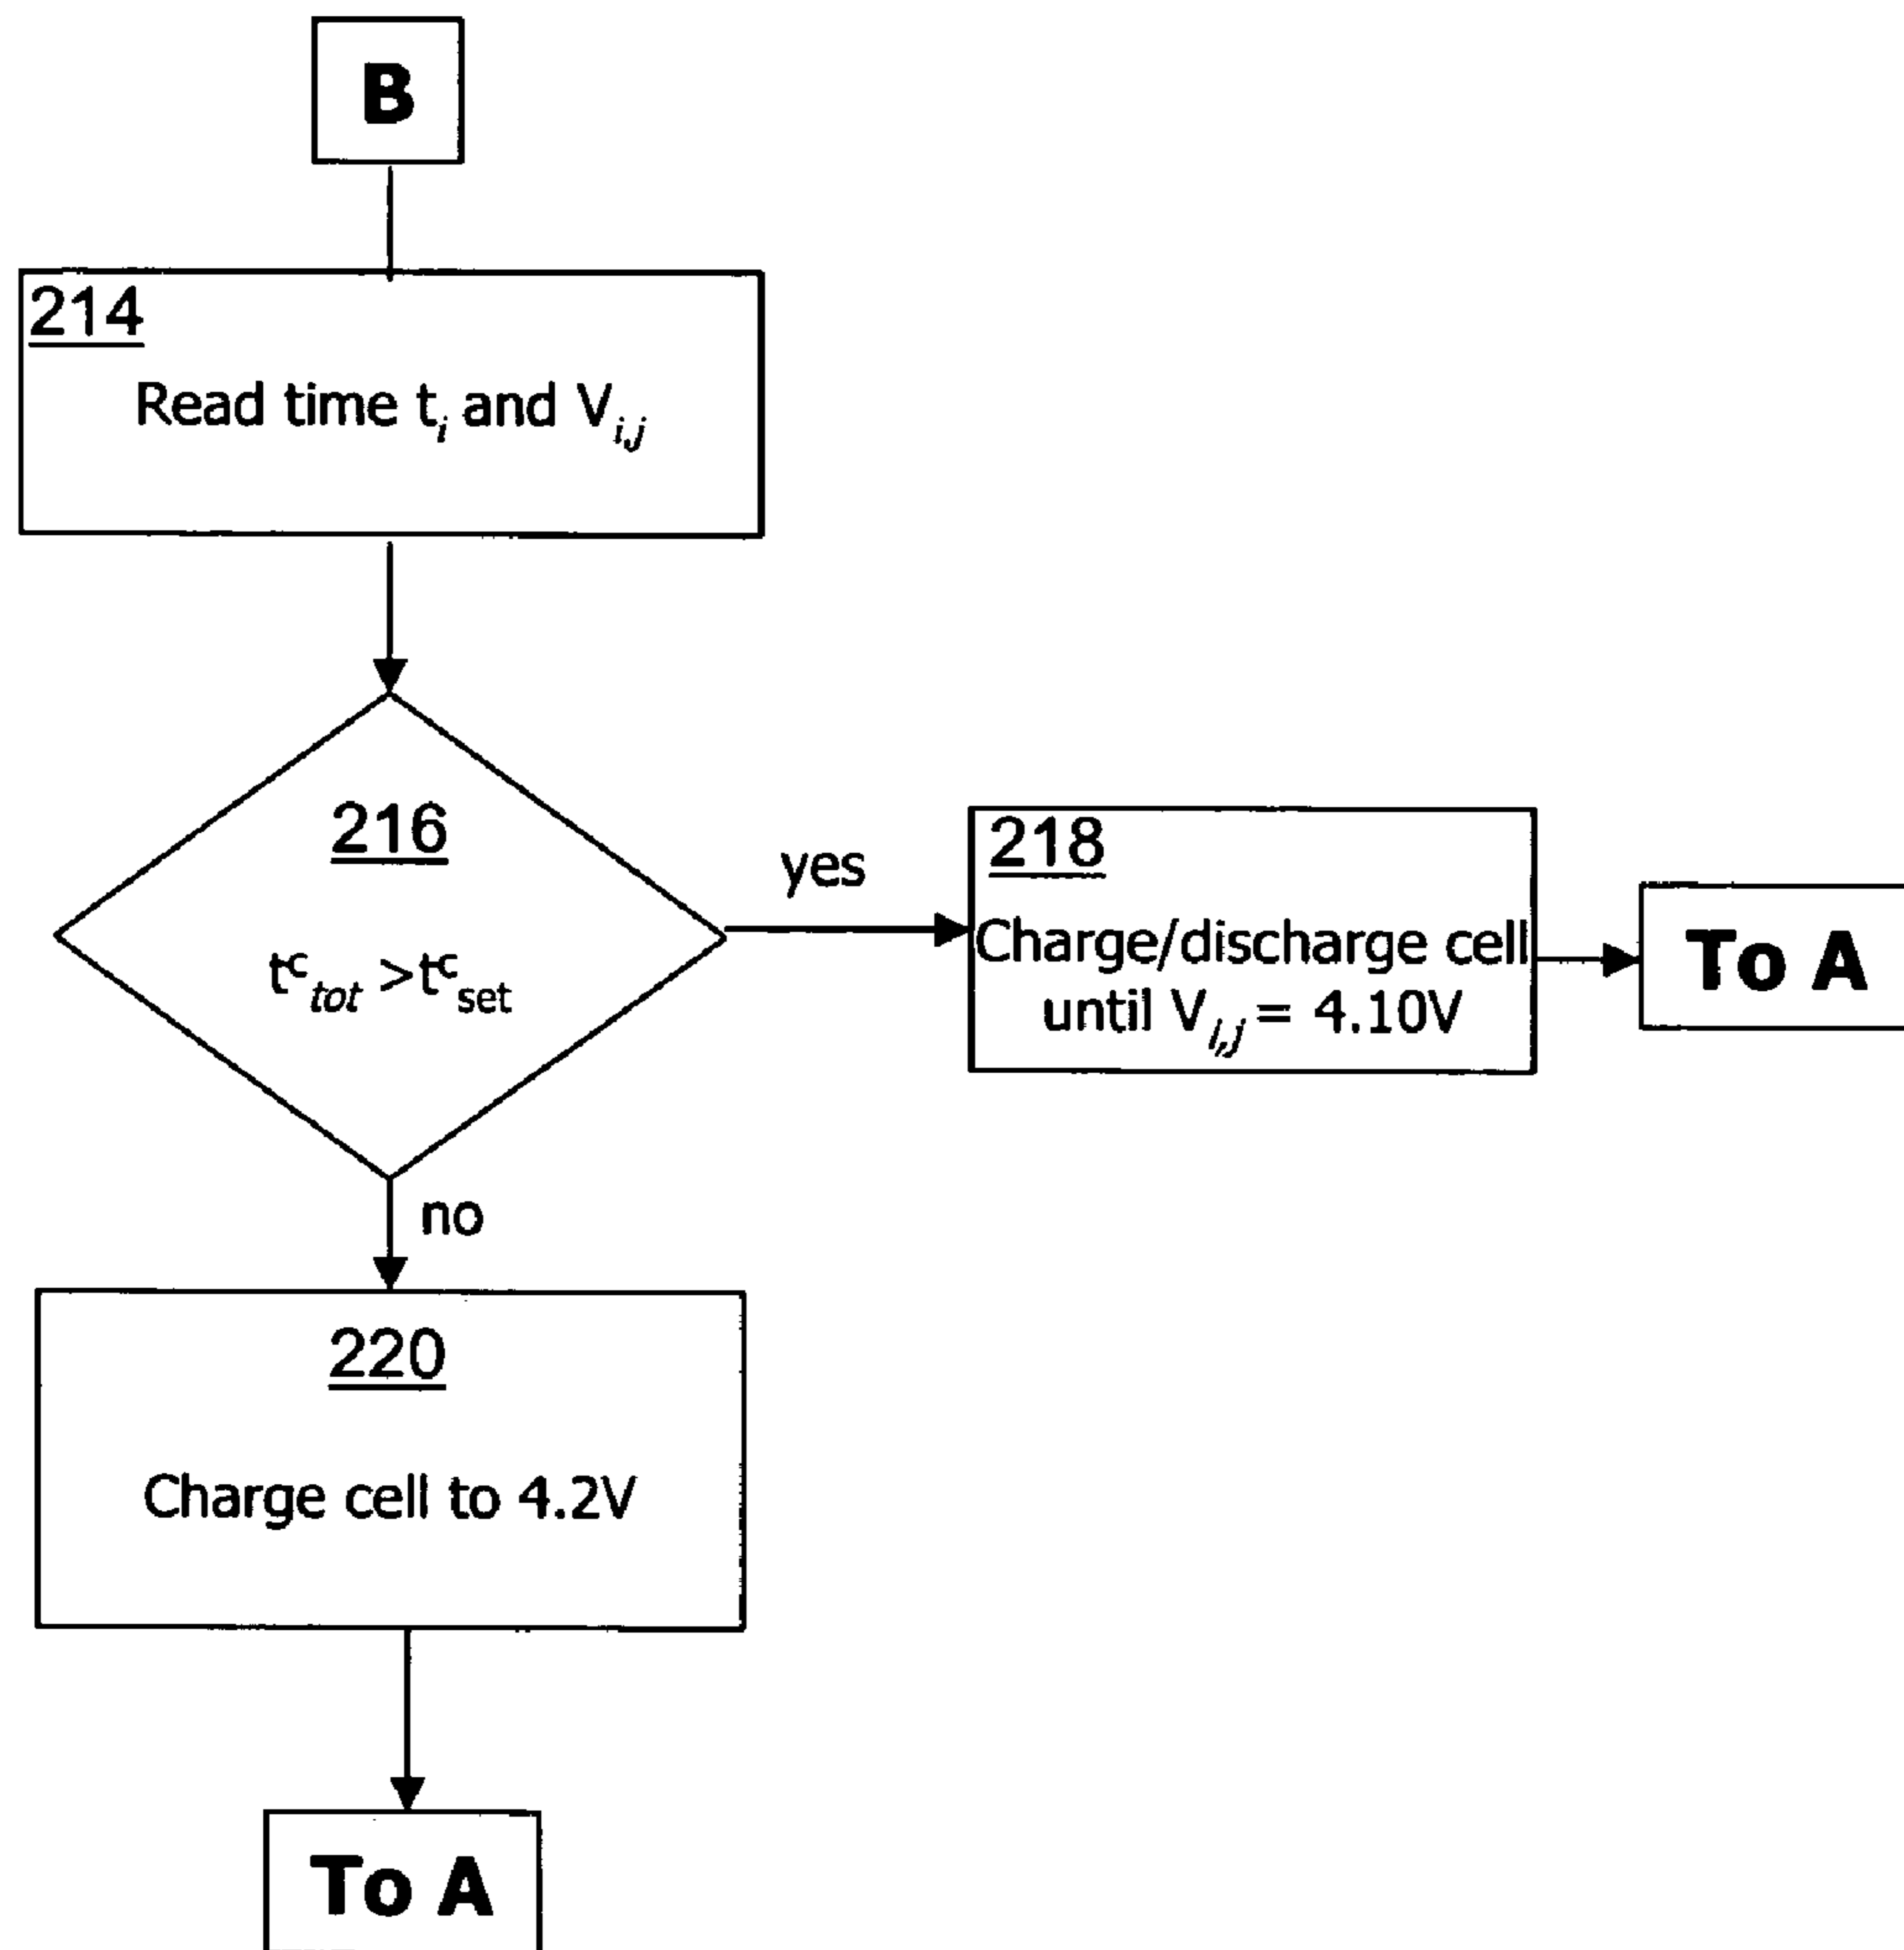 B
214
Read time t_i and V_i,j
216
t^c_tot >t^c_set
yes
218
Charge/discharge cell
until V_i,j = 4.10V
To A
no
220
Charge cell to 4.2V
To A